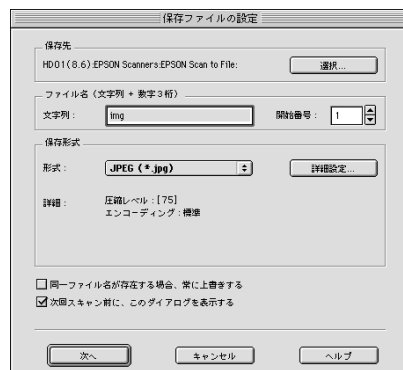 保存ファイルの設定
保存先
HD01(8.6):EPSON Scanners:EPSON Scan to File:
選択...
ファイル名（文字列 + 数字3桁）
文字列：
img
開始番号：
1
保存形式
形式：
JPEG (*.jpg)
詳細設定...
詳細：
圧縮レベル：[75]
エンコーディング：標準
同一ファイル名が存在する場合、常に上書きする
次回スキャン前に、このダイアログを表示する
次へ
キャンセル
ヘルプ